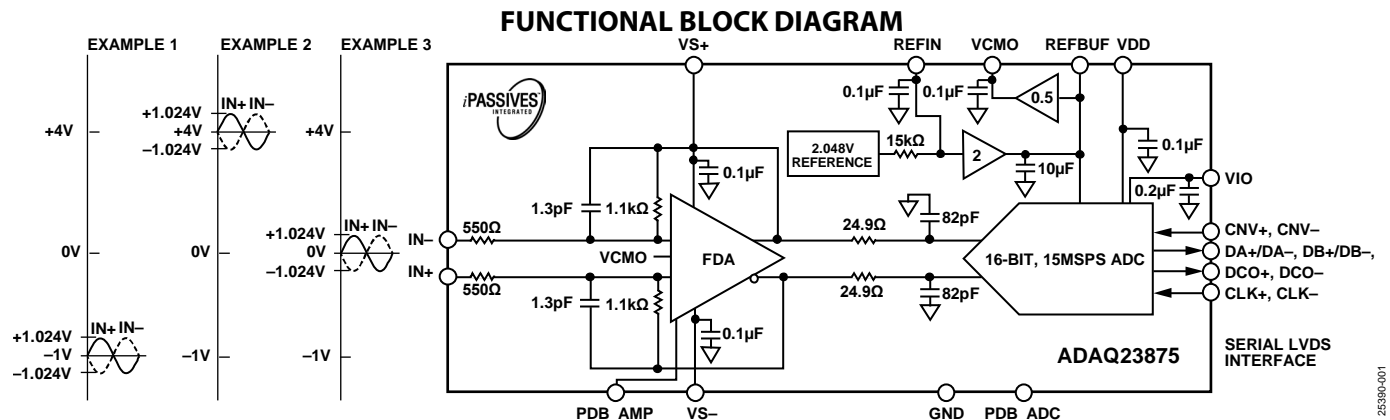 FUNCTIONAL BLOCK DIAGRAM
EXAMPLE 1
EXAMPLE 2
EXAMPLE 3
VS+
REFIN
VCMO
REFBUF
VDD
iPASSIVES
INTEGRATED
0.1µF
0.1µF
0.5
+1.024V
IN+ IN–
+4V
+4V
+4V
–1.024V
2.048V
REFERENCE
15kΩ
2
10µF
0.1µF
0.1µF
0.2µF
VIO
1.3pF
1.1kΩ
82pF
+1.024V
IN+ IN–
0V
0V
0V
–1.024V
IN–
550Ω
24.9Ω
CNV+, CNV–
VCMO
FDA
16-BIT, 15MSPS ADC
DA+/DA–, DB+/DB–,
DCO+, DCO–
IN+
550Ω
24.9Ω
CLK+, CLK–
1.3pF
1.1kΩ
82pF
0.1µF
+1.024V
IN+ IN–
–1V
–1V
–1V
–1.024V
ADAQ23875
SERIAL LVDS
INTERFACE
PDB_AMP
VS–
GND
PDB_ADC
25390-001